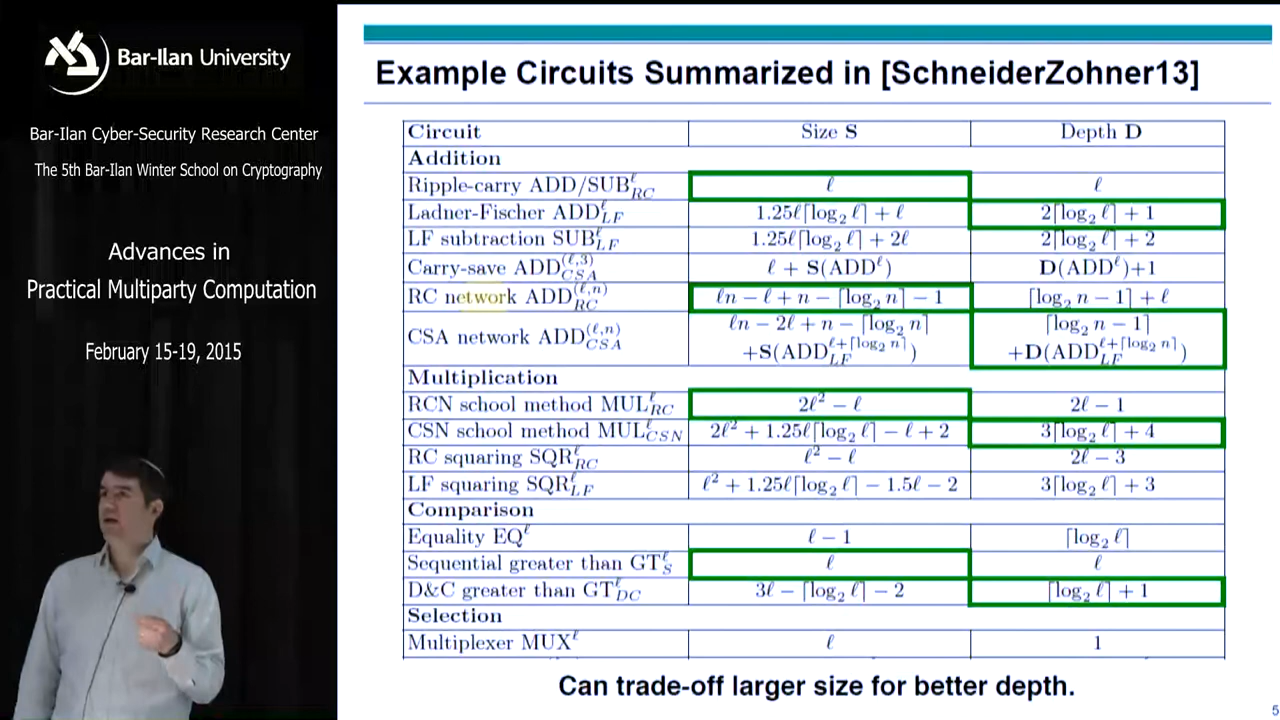 Bar-Ilan University
Bar-Ilan Cyber-Security Research Center
The 5th Bar-Ilan Winter School on Cryptography
Advances in
Practical Multiparty Computation
February 15-19, 2015
Example Circuits Summarized in [SchneiderZohner13]
Circuit Size S Depth D
Addition
Ripple-carry ADD/SUB^ℓ_RC ℓ ℓ
Ladner-Fischer ADD^ℓ_LF 1.25ℓ⌈log₂ ℓ⌉ + ℓ 2⌈log₂ ℓ⌉ + 1
LF subtraction SUB^ℓ_LF 1.25ℓ⌈log₂ ℓ⌉ + 2ℓ 2⌈log₂ ℓ⌉ + 2
Carry-save ADD^(ℓ,3)_CSA ℓ + S(ADD^ℓ) D(ADD^ℓ)+1
RC network ADD^(ℓ,n)_RC ℓn − ℓ + n − ⌈log₂ n⌉ − 1 ⌈log₂ n − 1⌉ + ℓ
CSA network ADD^(ℓ,n)_CSA ℓn − 2ℓ + n − ⌈log₂ n⌉ ⌈log₂ n − 1⌉
+S(ADD^ℓ+⌈log₂ n⌉_LF) +D(ADD^ℓ+⌈log₂ n⌉_LF)
Multiplication
RCN school method MUL^ℓ_RC 2ℓ² − ℓ 2ℓ − 1
CSN school method MUL^ℓ_CSN 2ℓ² + 1.25ℓ⌈log₂ ℓ⌉ − ℓ + 2 3⌈log₂ ℓ⌉ + 4
RC squaring SQR^ℓ_RC ℓ² − ℓ 2ℓ − 3
LF squaring SQR^ℓ_LF ℓ² + 1.25ℓ⌈log₂ ℓ⌉ − 1.5ℓ − 2 3⌈log₂ ℓ⌉ + 3
Comparison
Equality EQ^ℓ ℓ − 1 ⌈log₂ ℓ⌉
Sequential greater than GT^ℓ_S ℓ ℓ
D&C greater than GT^ℓ_DC 3ℓ − ⌈log₂ ℓ⌉ − 2 ⌈log₂ ℓ⌉ + 1
Selection
Multiplexer MUX^ℓ ℓ 1
Can trade-off larger size for better depth.
5